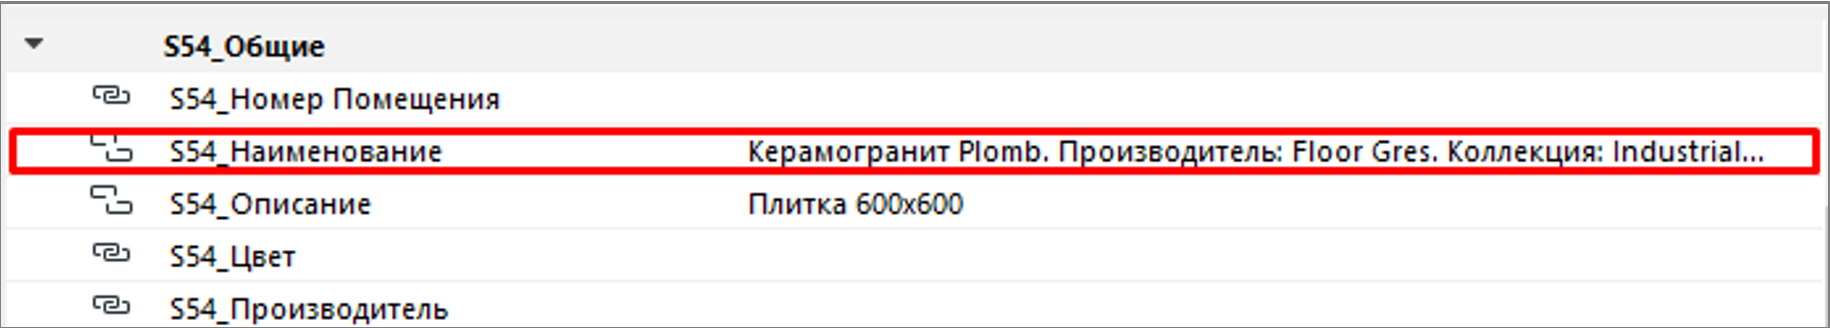 S54_Общие
S54_Номер Помещения
S54_Наименование Керамогранит Plomb. Производитель: Floor Gres. Коллекция: Industrial...
S54_Описание Плитка 600x600
S54_Цвет
S54_Производитель